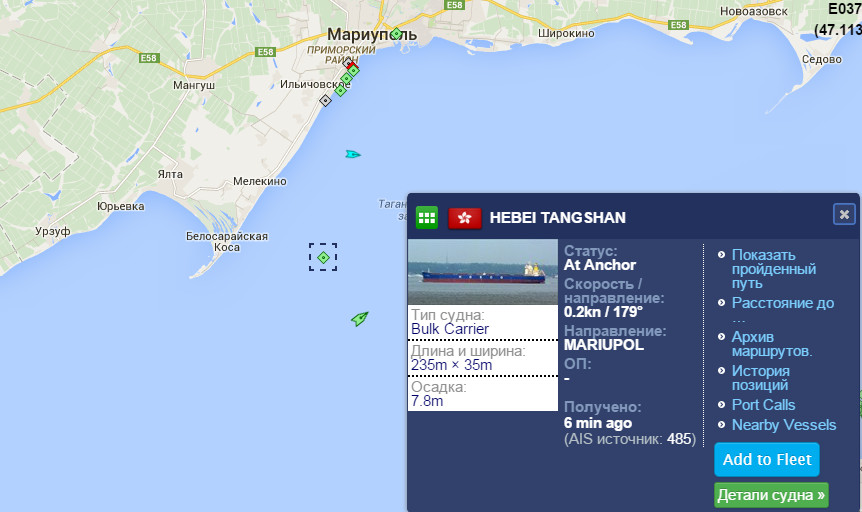 E58
Новоазовск
E037
(47.113
Мариуполь
ПРИМОРСКИЙ
РАЙОН
E58
Широкино
E58
E58
Седово
Мангуш
Ильичовское
Ялта
Мелекино
Юрьевка
Урзуф
Белосарайская
Коса
Таган
за
HEBEI TANGSHAN
Тип судна:
Bulk Carrier
Длина и ширина:
235m × 35m
Осадка:
7.8m
Статус:
At Anchor
Скорость /
направление:
0.2kn / 179°
Направление:
MARIUPOL
ОП:
-
Получено:
6 min ago
(AIS источник: 485)
Показать
пройденный
путь
Расстояние до
...
Архив
маршрутов.
История
позиций
Port Calls
Nearby Vessels
Add to Fleet
Детали судна »